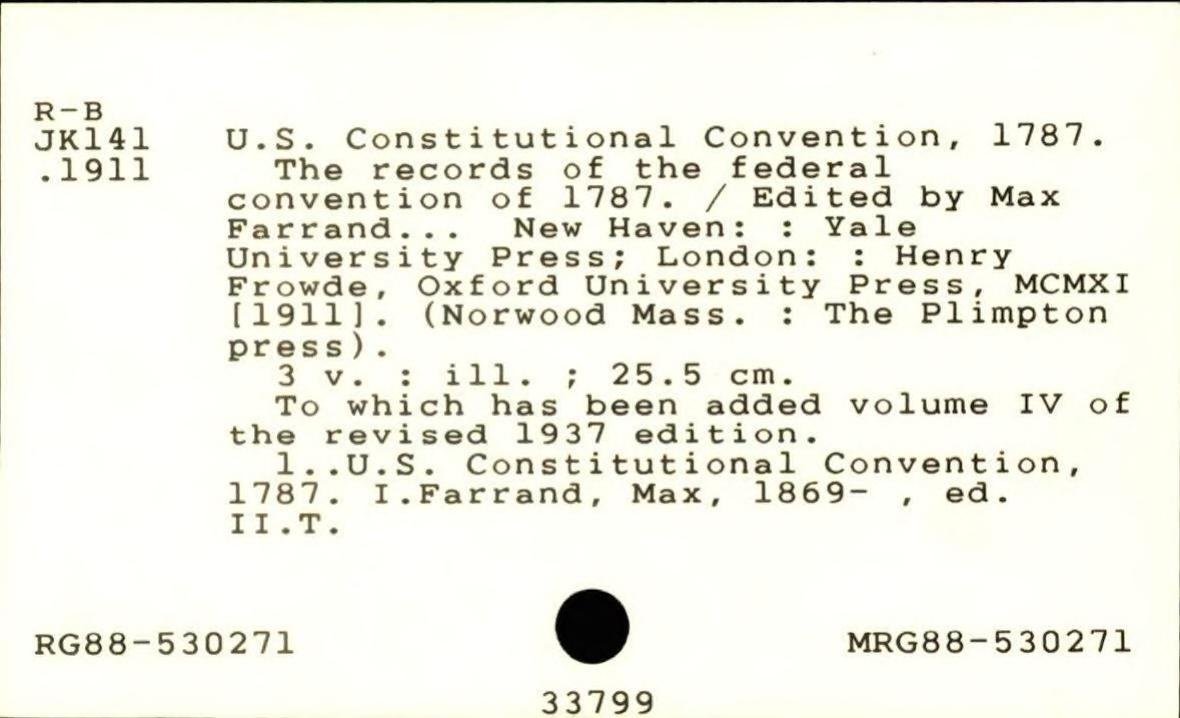 R-B
JK141 U.S. Constitutional Convention, 1787.
.1911 The records of the federal
convention of 1787. / Edited by Max
Farrand... New Haven: : Yale
University Press; London: : Henry
Frowde, Oxford University Press, MCMXI
[1911]. (Norwood Mass. : The Plimpton
press).
3 v. : ill. ; 25.5 cm.
To which has been added volume IV of
the revised 1937 edition.
1..U.S. Constitutional Convention,
1787. I.Farrand, Max, 1869- , ed.
II.T.
RG88-530271 MRG88-530271
33799